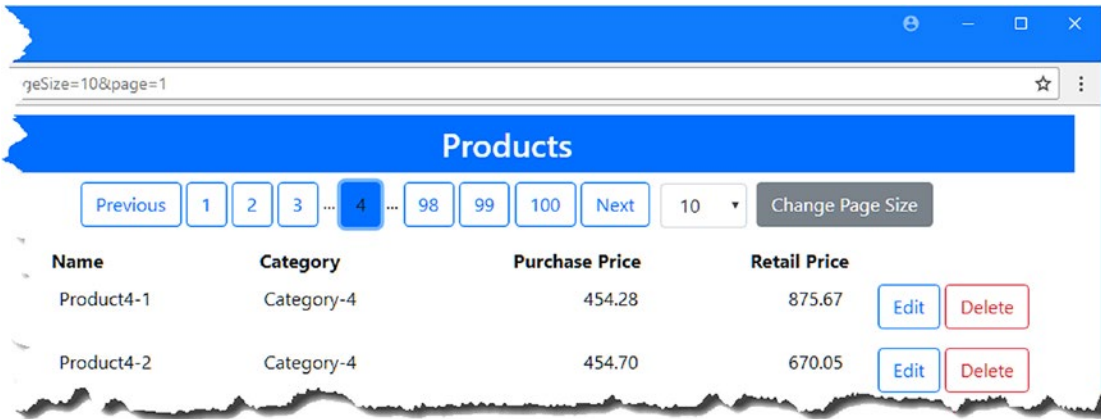 geSize=10&page=1
Products
Previous 1 2 3 ... 4 ... 98 99 100 Next 10 Change Page Size
Name Category Purchase Price Retail Price
Product4-1 Category-4 454.28 875.67 Edit Delete
Product4-2 Category-4 454.70 670.05 Edit Delete